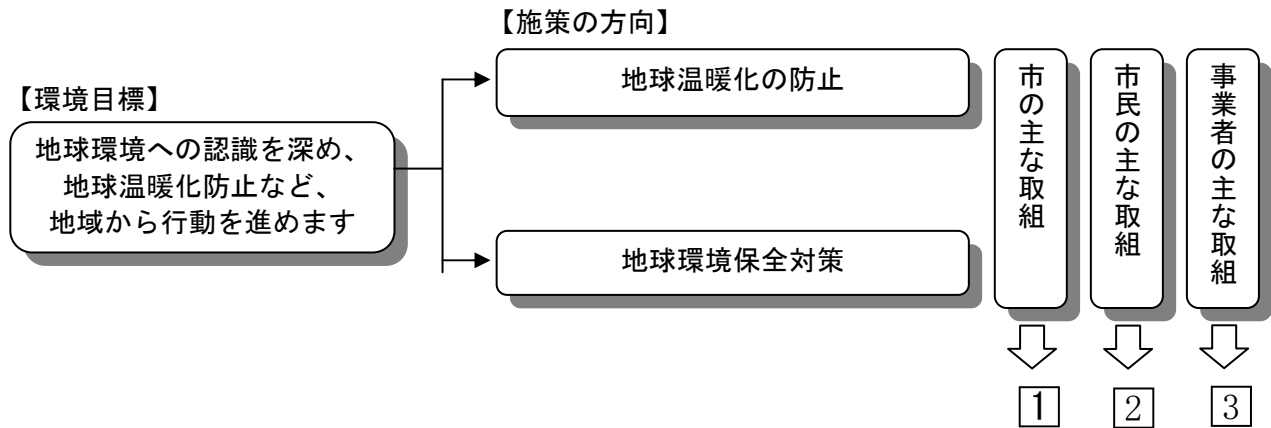 【施策の方向】
地球温暖化の防止
【環境目標】
地球環境への認識を深め、
地球温暖化防止など、
地域から行動を進めます
地球環境保全対策
市の主な取組
市民の主な取組
事業者の主な取組
1
2
3